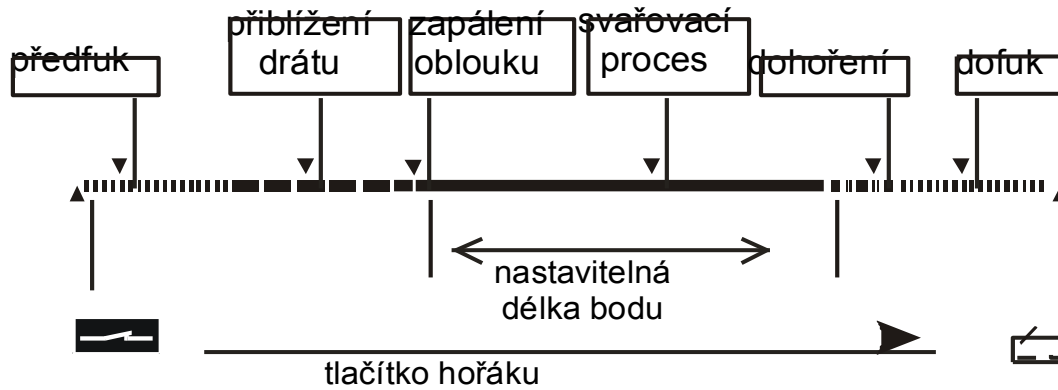 předfuk
přiblížení
drátu
zapálení
oblouku
svařovací
proces
dohoření
dofuk
nastavitelná
délka bodu
tlačítko hořáku